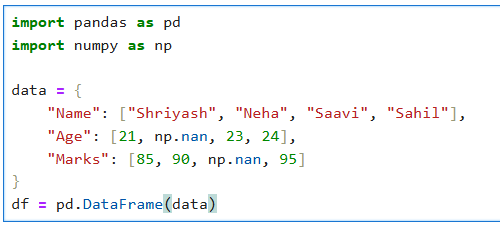 import pandas as pd
import numpy as np

data = {
    "Name": ["Shriyash", "Neha", "Saavi", "Sahil"],
    "Age": [21, np.nan, 23, 24],
    "Marks": [85, 90, np.nan, 95]
}
df = pd.DataFrame(data)